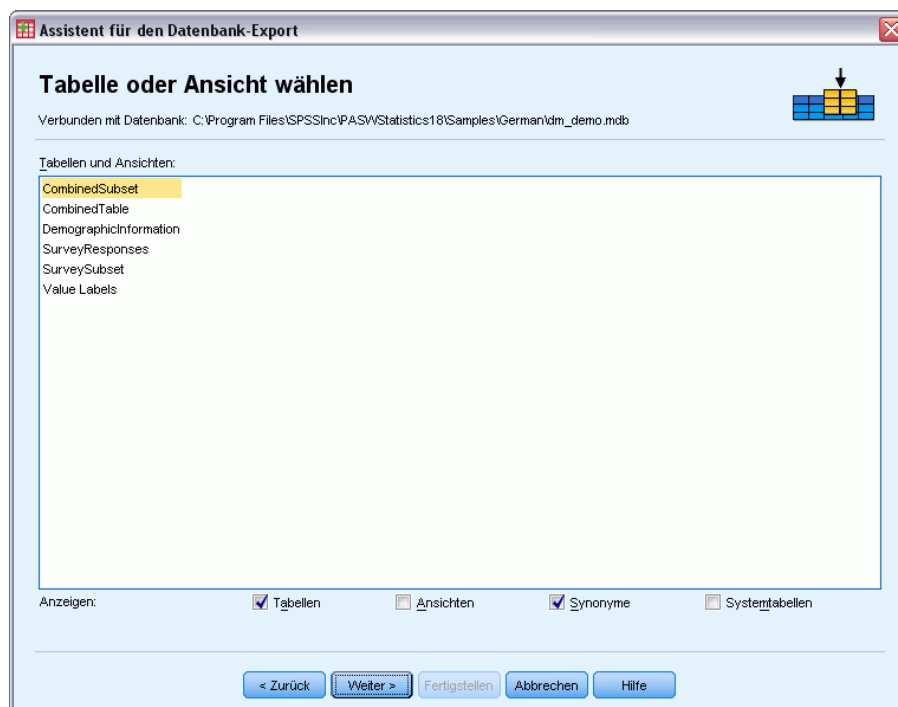 Assistent für den Datenbank-Export
Tabelle oder Ansicht wählen
Verbunden mit Datenbank: C:\Program Files\SPSSInc\PASWStatistics18\Samples\German\dm_demo.mdb
Tabellen und Ansichten:
CombinedSubset
CombinedTable
DemographicInformation
SurveyResponses
SurveySubset
Value Labels
Anzeigen: Tabellen Ansichten Synonyme Systemtabellen
< Zurück Weiter > Fertigstellen Abbrechen Hilfe